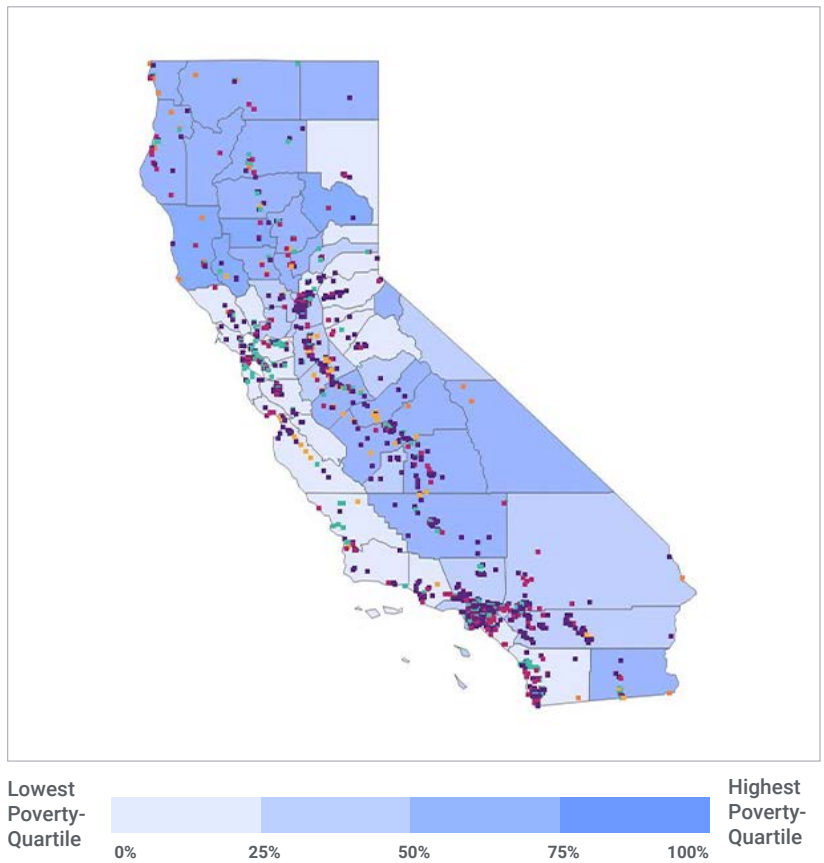 Lowest
Poverty-
Quartile
Highest
Poverty-
Quartile
0%
25%
50%
75%
100%